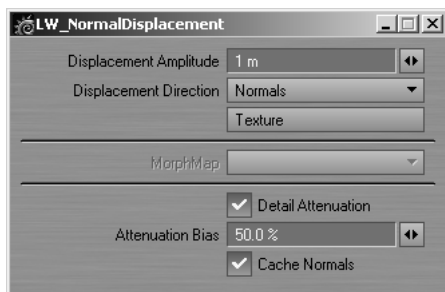 LW_NormalDisplacement
Displacement Amplitude 1 m
Displacement Direction Normals
Texture
MorphMap
Detail Attenuation
Attenuation Bias 50.0 %
Cache Normals